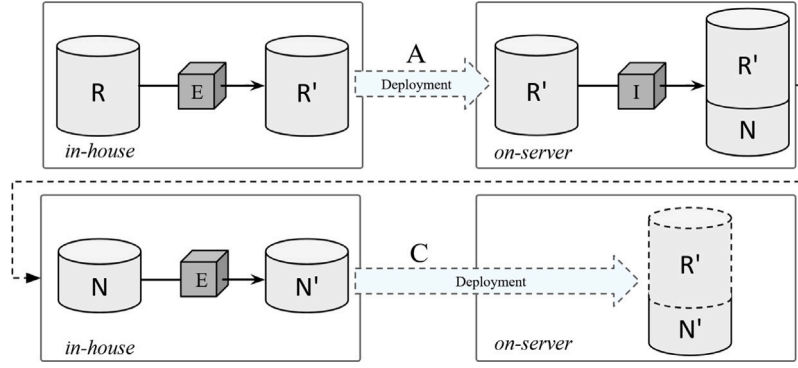 A
R
E
R'
Deployment
R'
I
R'
N
in-house
on-server
C
N
E
N'
Deployment
R'
N'
in-house
on-server